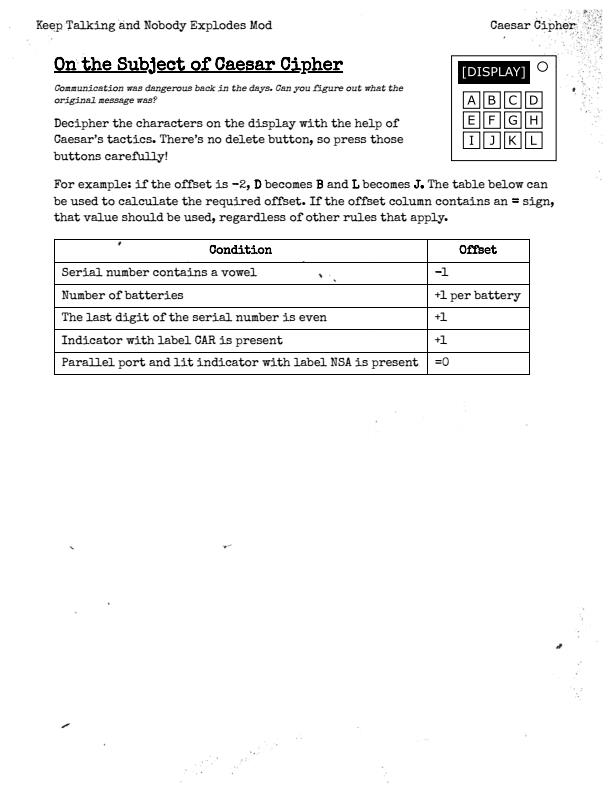 Keep Talking and Nobody Explodes Mod
Caesar Cipher
On the Subject of Caesar Cipher
Communication was dangerous back in the days. Can you figure out what the
original message was?
Decipher the characters on the display with the help of
Caesar's tactics. There's no delete button, so press those
buttons carefully!
[DISPLAY]
A B C D
E F G H
I J K L
For example: if the offset is -2, D becomes B and L becomes J. The table below can
be used to calculate the required offset. If the offset column contains an = sign,
that value should be used, regardless of other rules that apply.
Condition Offset
Serial number contains a vowel -1
Number of batteries +1 per battery
The last digit of the serial number is even +1
Indicator with label CAR is present +1
Parallel port and lit indicator with label NSA is present =0